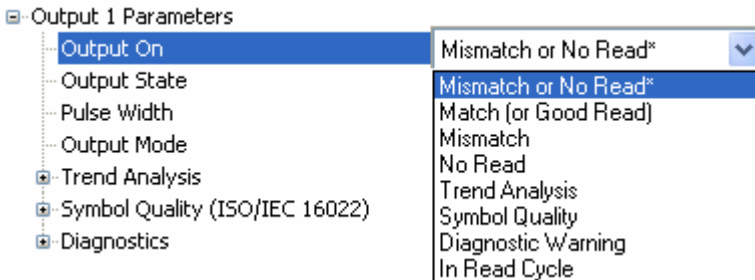 Output 1 Parameters
Output On
Mismatch or No Read*
Output State
Mismatch or No Read*
Pulse Width
Match (or Good Read)
Output Mode
Mismatch
Trend Analysis
No Read
Symbol Quality (ISO/IEC 16022)
Trend Analysis
Diagnostics
Symbol Quality
Diagnostic Warning
In Read Cycle